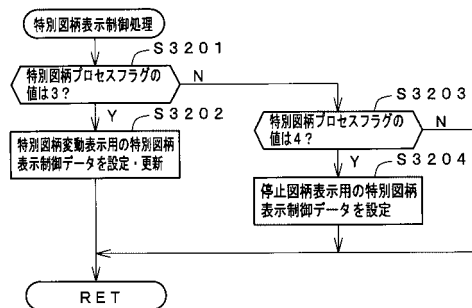 特別図柄表示制御処理
S3201
特別図柄プロセスフラグの
値は3?
N
Y
S3202
特別図柄変動表示用の特別図柄
表示制御データを設定・更新
S3203
特別図柄プロセスフラグの
値は4?
N
Y
S3204
停止図柄表示用の特別図柄
表示制御データを設定
RET